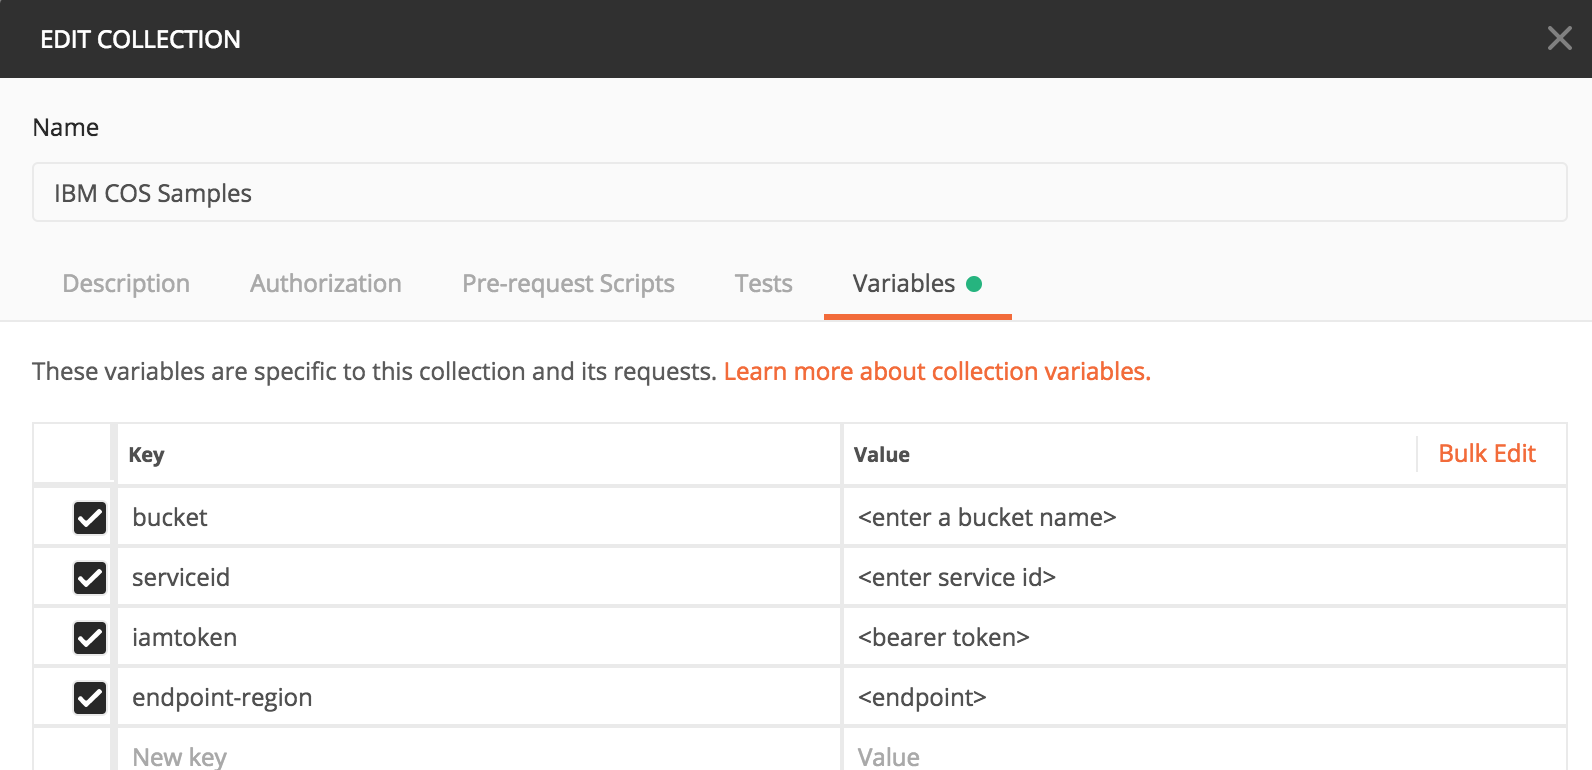 EDIT COLLECTION
Name
IBM COS Samples
Description Authorization Pre-request Scripts Tests Variables
These variables are specific to this collection and its requests. Learn more about collection variables.
Key Value Bulk Edit
bucket <enter a bucket name>
serviceid <enter service id>
iamtoken <bearer token>
endpoint-region <endpoint>
New key Value